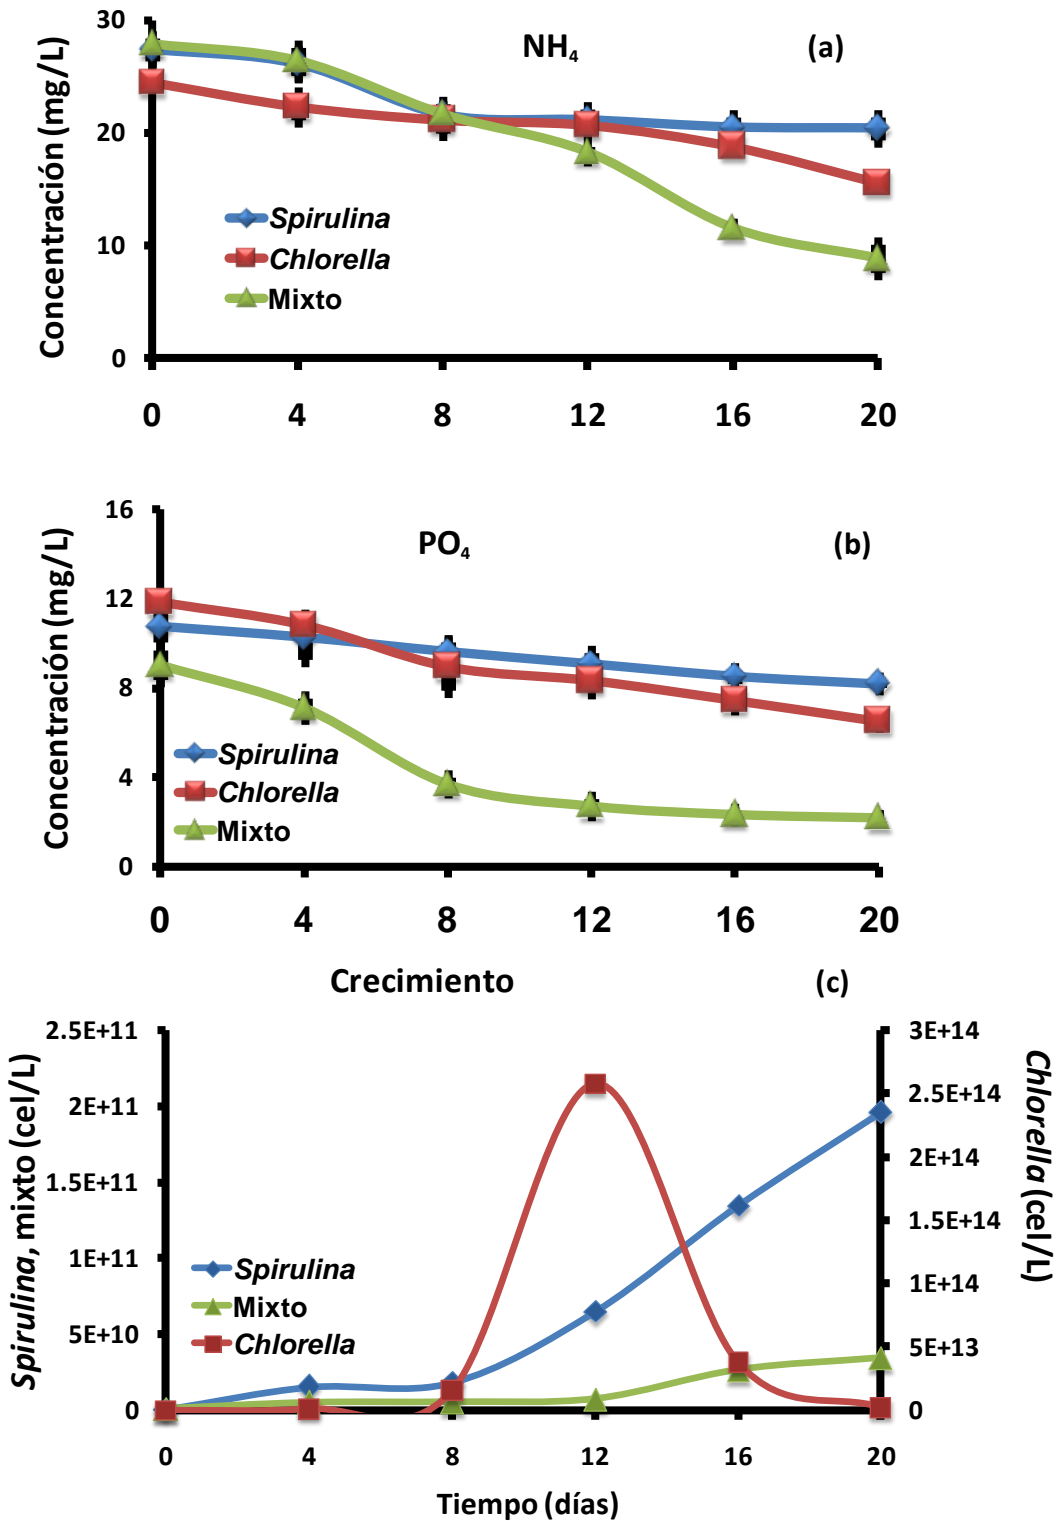 NH₄ (a)
Concentración (mg/L)
30
20
10
0
Spirulina
Chlorella
Mixto
0 4 8 12 16 20
PO₄ (b)
Concentración (mg/L)
16
12
8
4
0
Spirulina
Chlorella
Mixto
0 4 8 12 16 20
Crecimiento (c)
Spirulina, mixto (cel/L)
2.5E+11
2E+11
1.5E+11
1E+11
5E+10
0
Spirulina
Mixto
Chlorella
3E+14
2.5E+14
2E+14
1.5E+14
1E+14
5E+13
0
Chlorella (cel/L)
0 4 8 12 16 20
Tiempo (días)